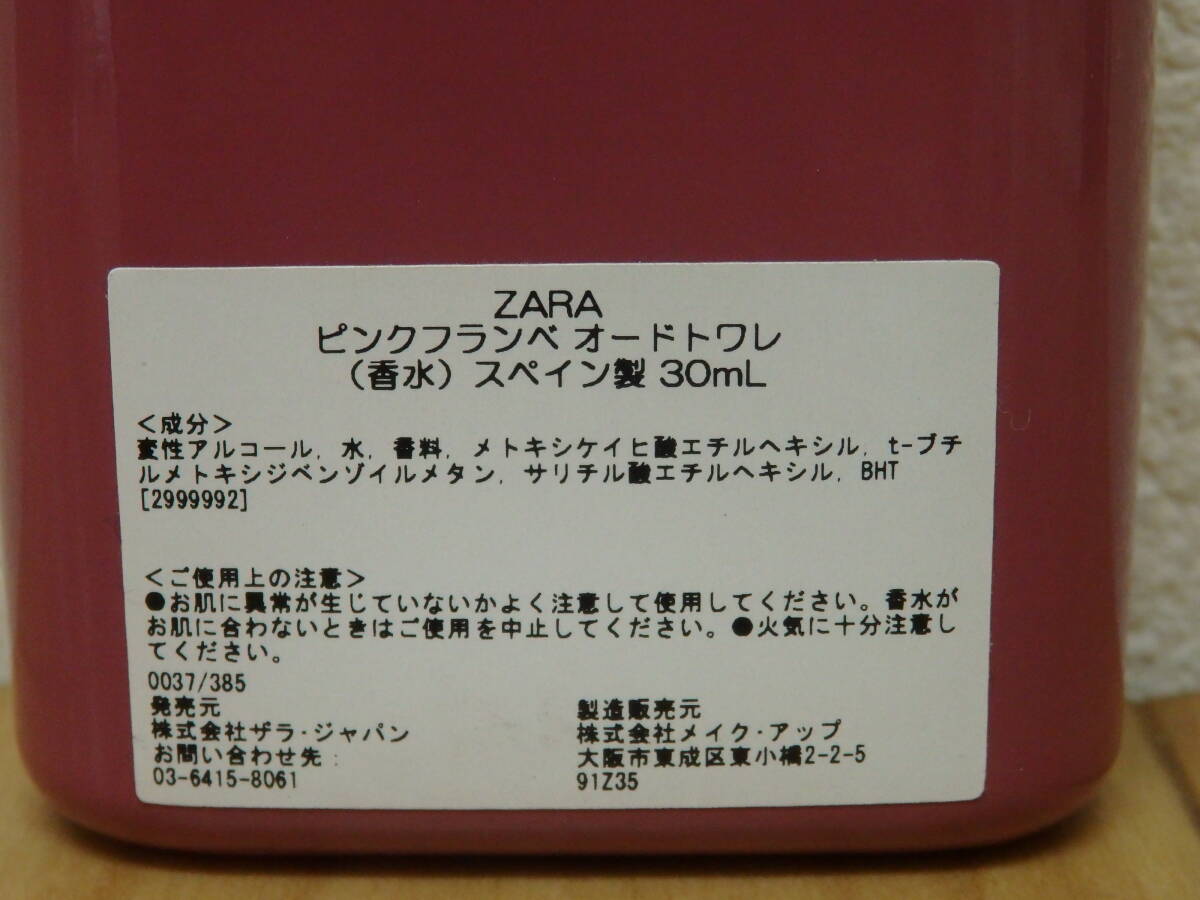 ZARA
ピンクフランベ オードトワレ
（香水）スペイン製 30mL
＜成分＞
変性アルコール, 水, 香料, メトキシケイヒ酸エチルヘキシル, t-ブチ
ルメトキシジベンゾイルメタン, サリチル酸エチルヘキシル, BHT
[2999992]
＜ご使用上の注意＞
●お肌に異常が生じていないかよく注意して使用してください。香水が
お肌に合わないときはご使用を中止してください。●火気に十分注意し
てください。
0037/385
発売元
株式会社ザラ・ジャパン
お問い合わせ先：
03-6415-8061
製造販売元
株式会社メイク・アップ
大阪市東成区東小橋2-2-5
91Z35